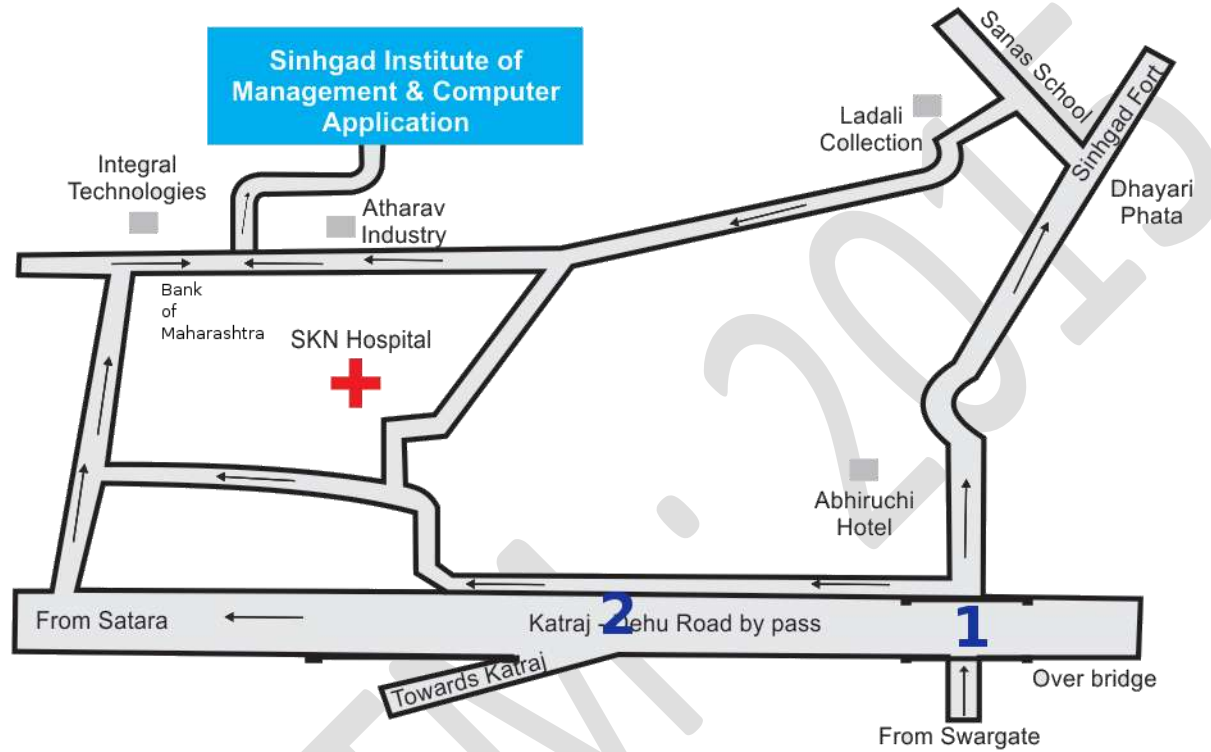 Sinhgad Institute of
Management & Computer
Application
Sanas School
Sinhgad Fort
Ladali
Collection
Integral
Technologies
Dhayari
Phata
Atharav
Industry
Bank
of
Maharashtra
SKN Hospital
Abhiruchi
Hotel
From Satara
Katraj - Dehu Road by pass
2
1
Towards Katraj
Over bridge
From Swargate